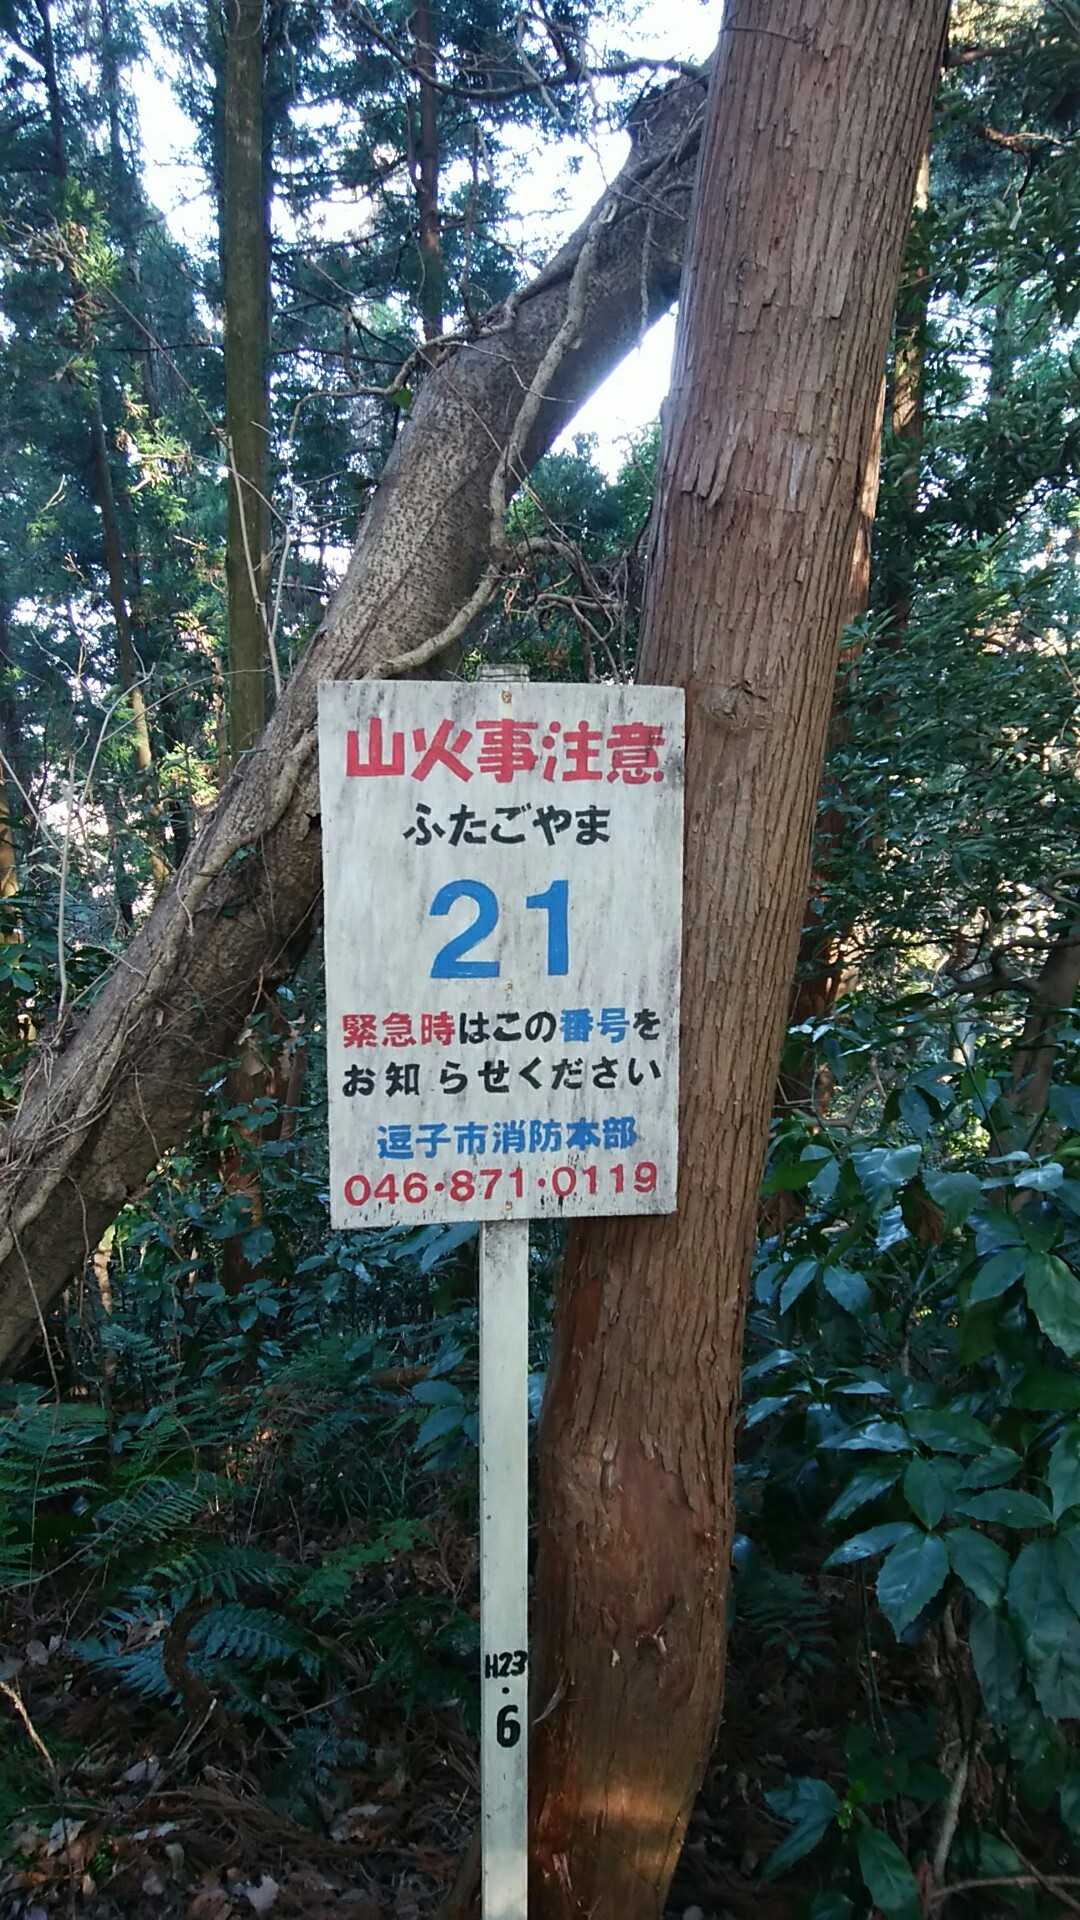 山火事注意
ふたごやま
21
緊急時はこの番号を
お知らせください
逗子市消防本部
046・871・0119
H23
・
6